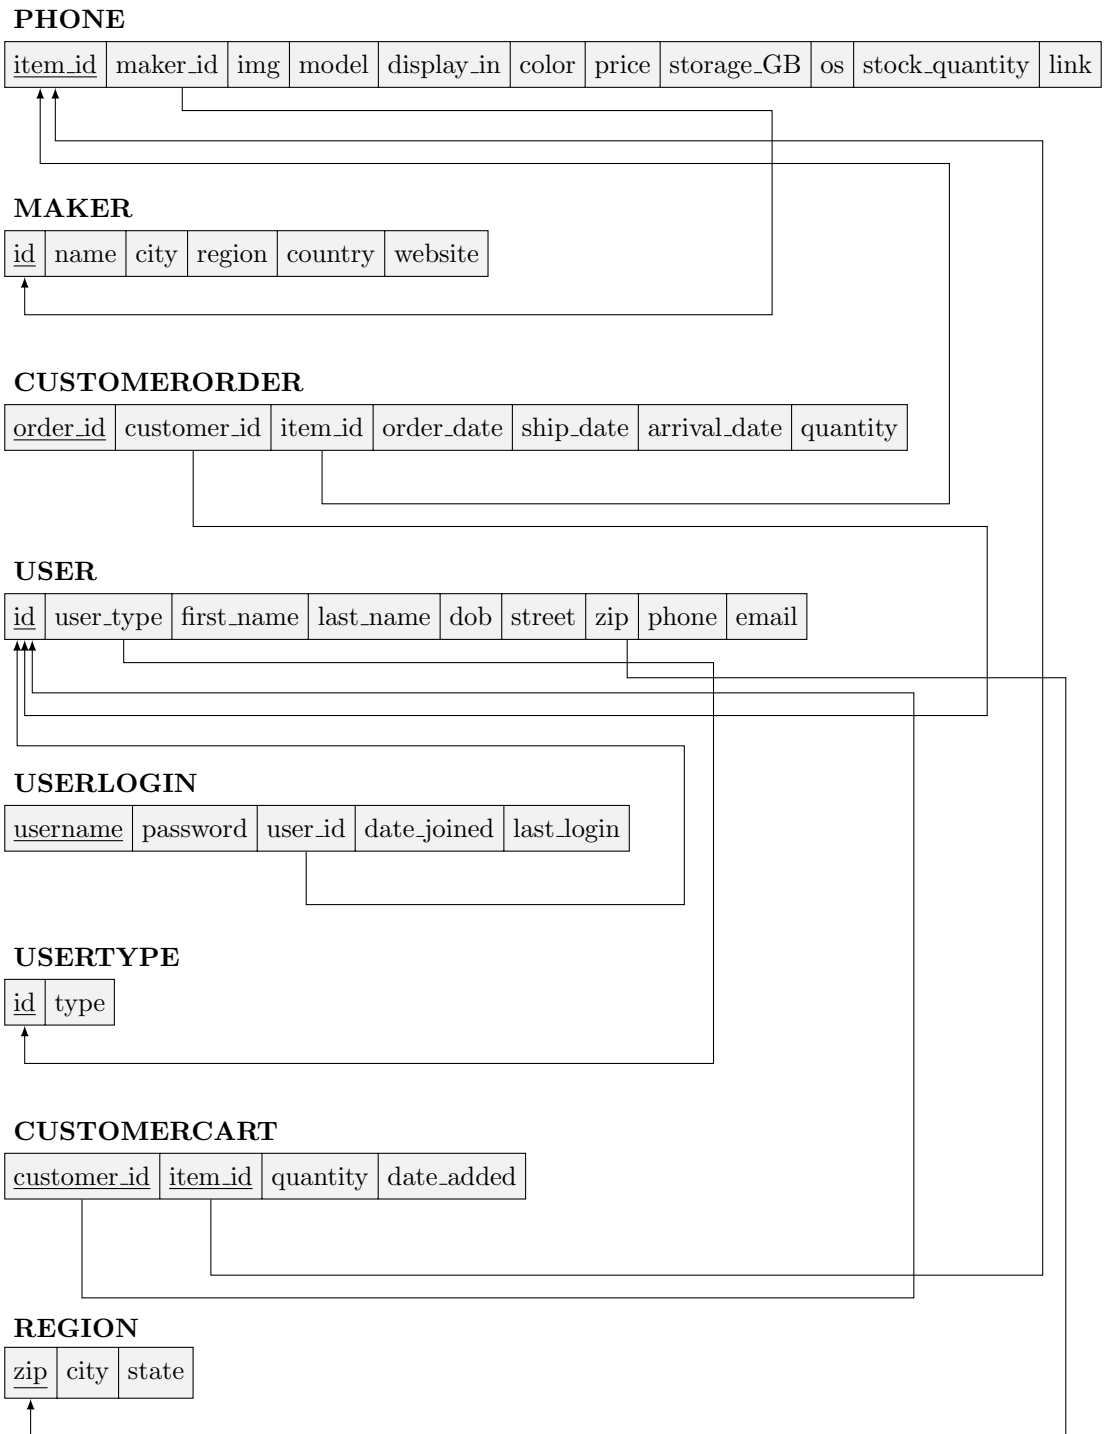 PHONE
item_id maker_id img model display_in color price storage_GB os stock_quantity link
MAKER
id name city region country website
CUSTOMERORDER
order_id customer_id item_id order_date ship_date arrival_date quantity
USER
id user_type first_name last_name dob street zip phone email
USERLOGIN
username password user_id date_joined last_login
USERTYPE
id type
CUSTOMERCART
customer_id item_id quantity date_added
REGION
zip city state